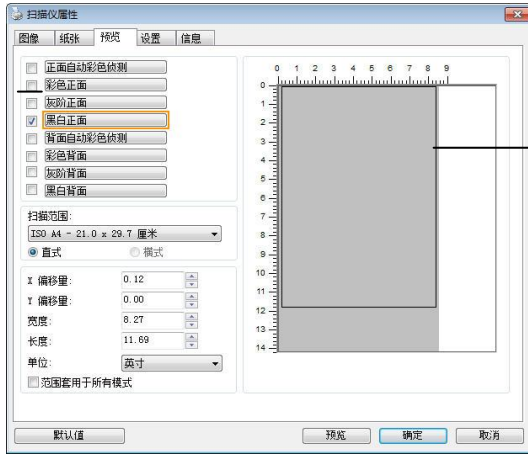 扫描仪属性
图像 纸张 预览 设置 信息
正面自动彩色侦测
彩色正面
灰阶正面
黑白正面
背面自动彩色侦测
彩色背面
灰阶背面
黑白背面
扫描范围:
ISO A4 - 21.0 x 29.7 厘米
直式 横式
X 偏移量: 0.12
Y 偏移量: 0.00
宽度: 8.27
长度: 11.69
单位: 英寸
范围套用于所有模式
0 1 2 3 4 5 6 7 8 9
0
1
2
3
4
5
6
7
8
9
10
11
12
13
14
默认值 预览 确定 取消